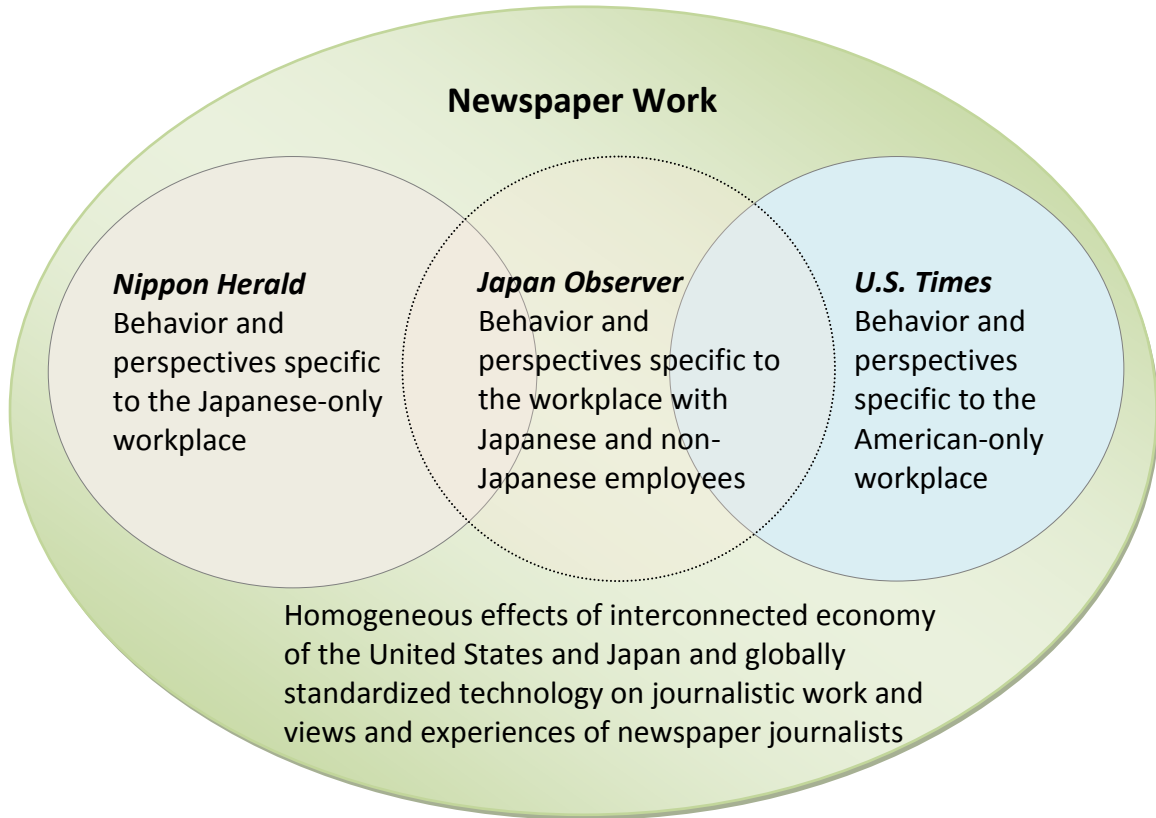 Newspaper Work
Nippon Herald
Behavior and
perspectives specific
to the Japanese-only
workplace
Japan Observer
Behavior and
perspectives specific to
the workplace with
Japanese and non-
Japanese employees
U.S. Times
Behavior and
perspectives
specific to the
American-only
workplace
Homogeneous effects of interconnected economy
of the United States and Japan and globally
standardized technology on journalistic work and
views and experiences of newspaper journalists